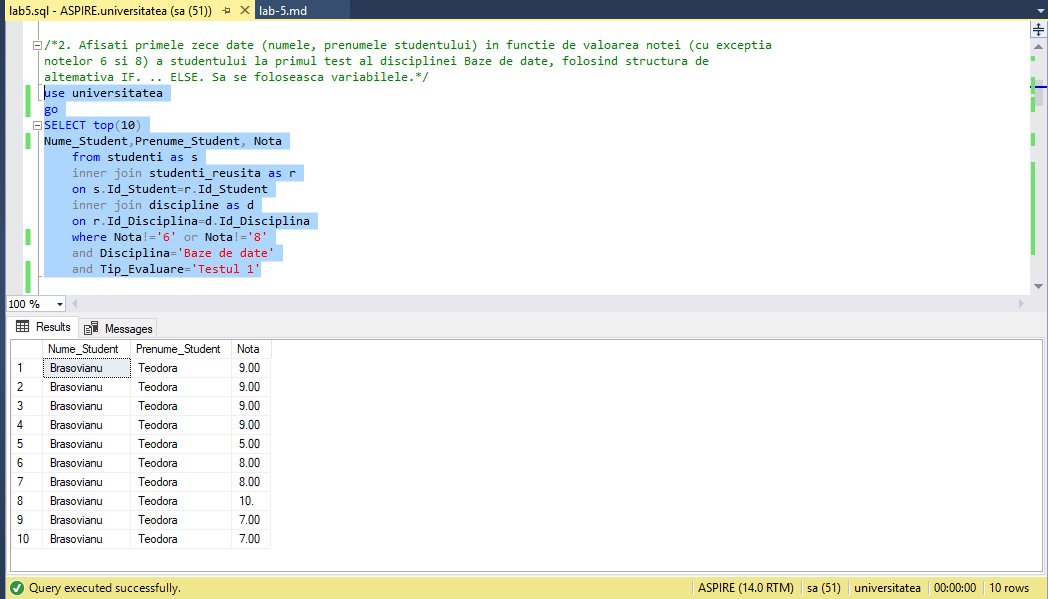 lab5.sql - ASPIRE.universitatea (sa (51)) lab-5.md
/*2. Afisati primele zece date (numele, prenumele studentului) in functie de valoarea notei (cu exceptia
notelor 6 si 8) a studentului la primul test al disciplinei Baze de date, folosind structura de
altemativa IF. .. ELSE. Sa se foloseasca variabilele.*/
use universitatea
go
SELECT top(10)
Nume_Student,Prenume_Student, Nota
from studenti as s
inner join studenti_reusita as r
on s.Id_Student=r.Id_Student
inner join discipline as d
on r.Id_Disciplina=d.Id_Disciplina
where Nota!='6' or Nota!='8'
and Disciplina='Baze de date'
and Tip_Evaluare='Testul 1'
100 %
Results Messages
Nume_Student Prenume_Student Nota
1 Brasovianu Teodora 9.00
2 Brasovianu Teodora 9.00
3 Brasovianu Teodora 9.00
4 Brasovianu Teodora 9.00
5 Brasovianu Teodora 5.00
6 Brasovianu Teodora 8.00
7 Brasovianu Teodora 8.00
8 Brasovianu Teodora 10.
9 Brasovianu Teodora 7.00
10 Brasovianu Teodora 7.00
Query executed successfully. ASPIRE (14.0 RTM) sa (51) universitatea 00:00:00 10 rows